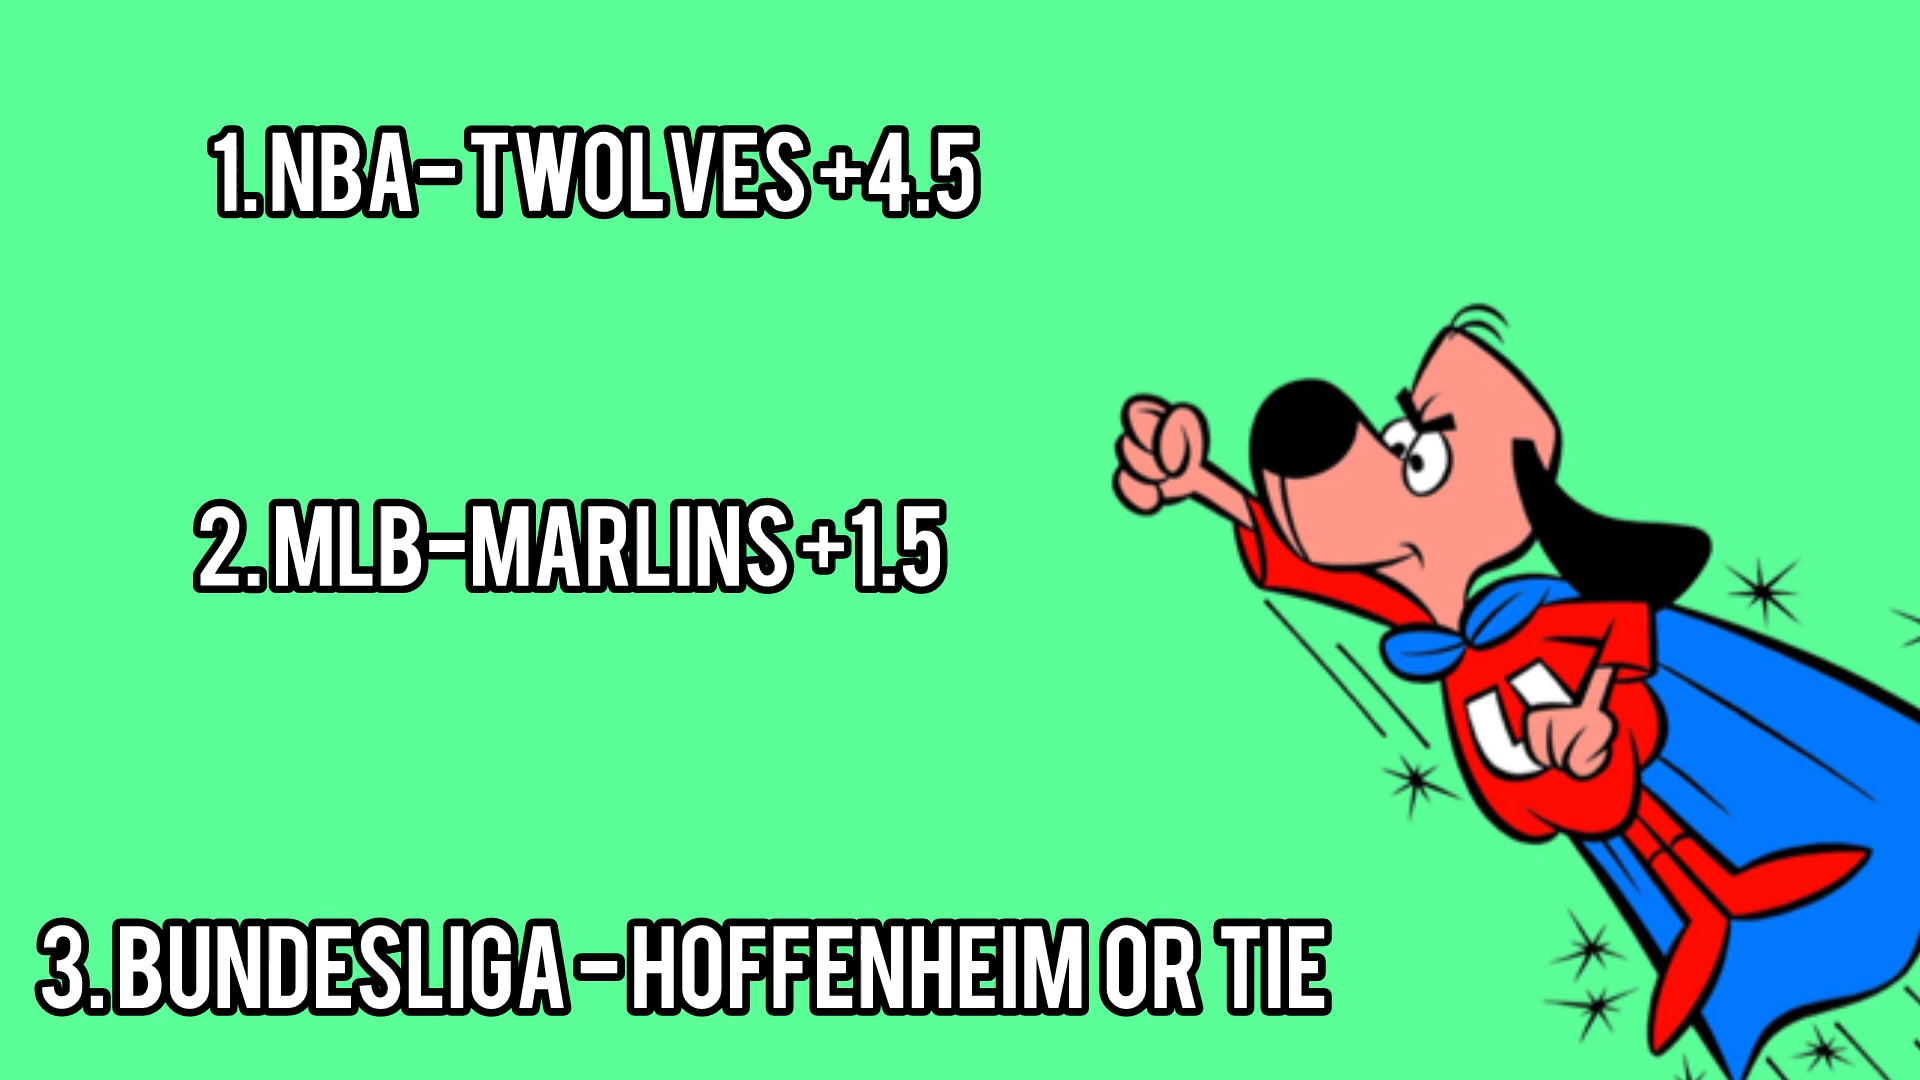 1. NBA- TWOLVES +4.5
2. MLB-MARLINS +1.5
3. BUNDESLIGA - HOFFENHEIM OR TIE
U